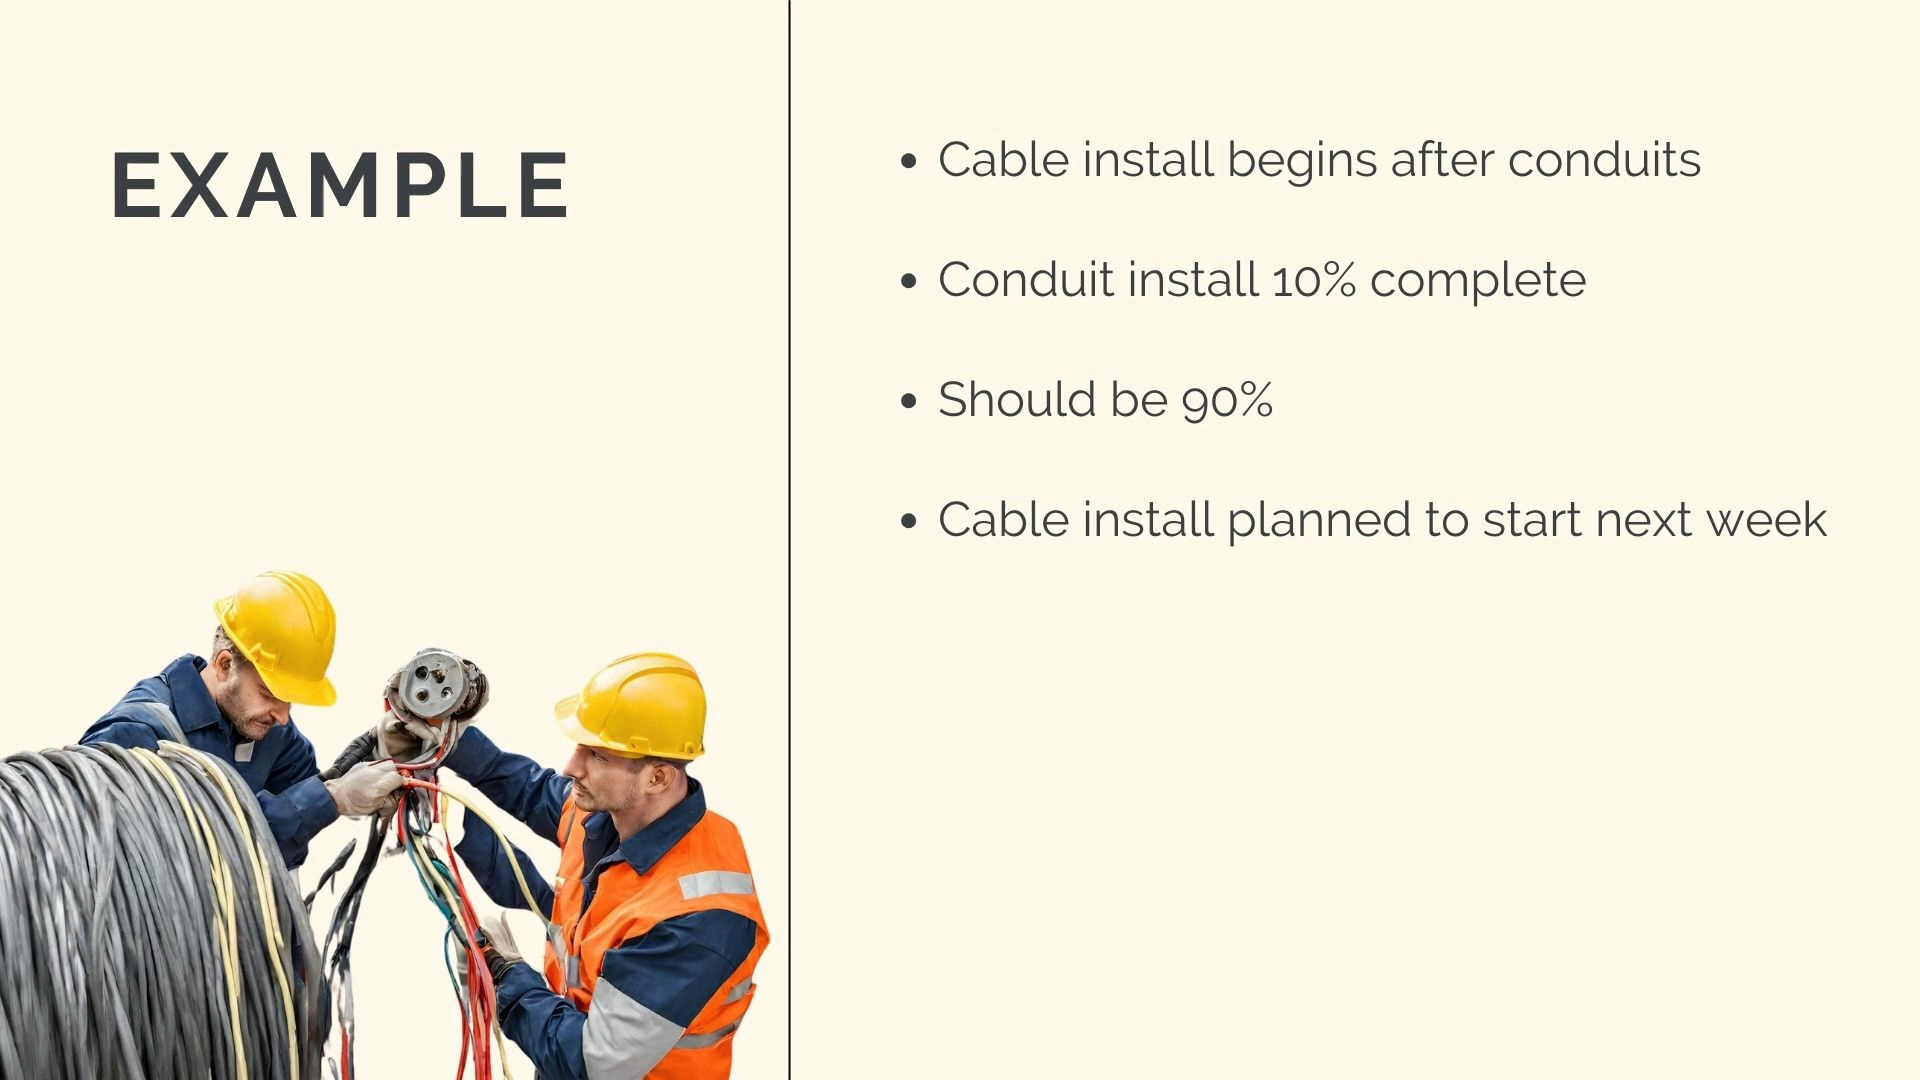 EXAMPLE
• Cable install begins after conduits
• Conduit install 10% complete
• Should be 90%
• Cable install planned to start next week